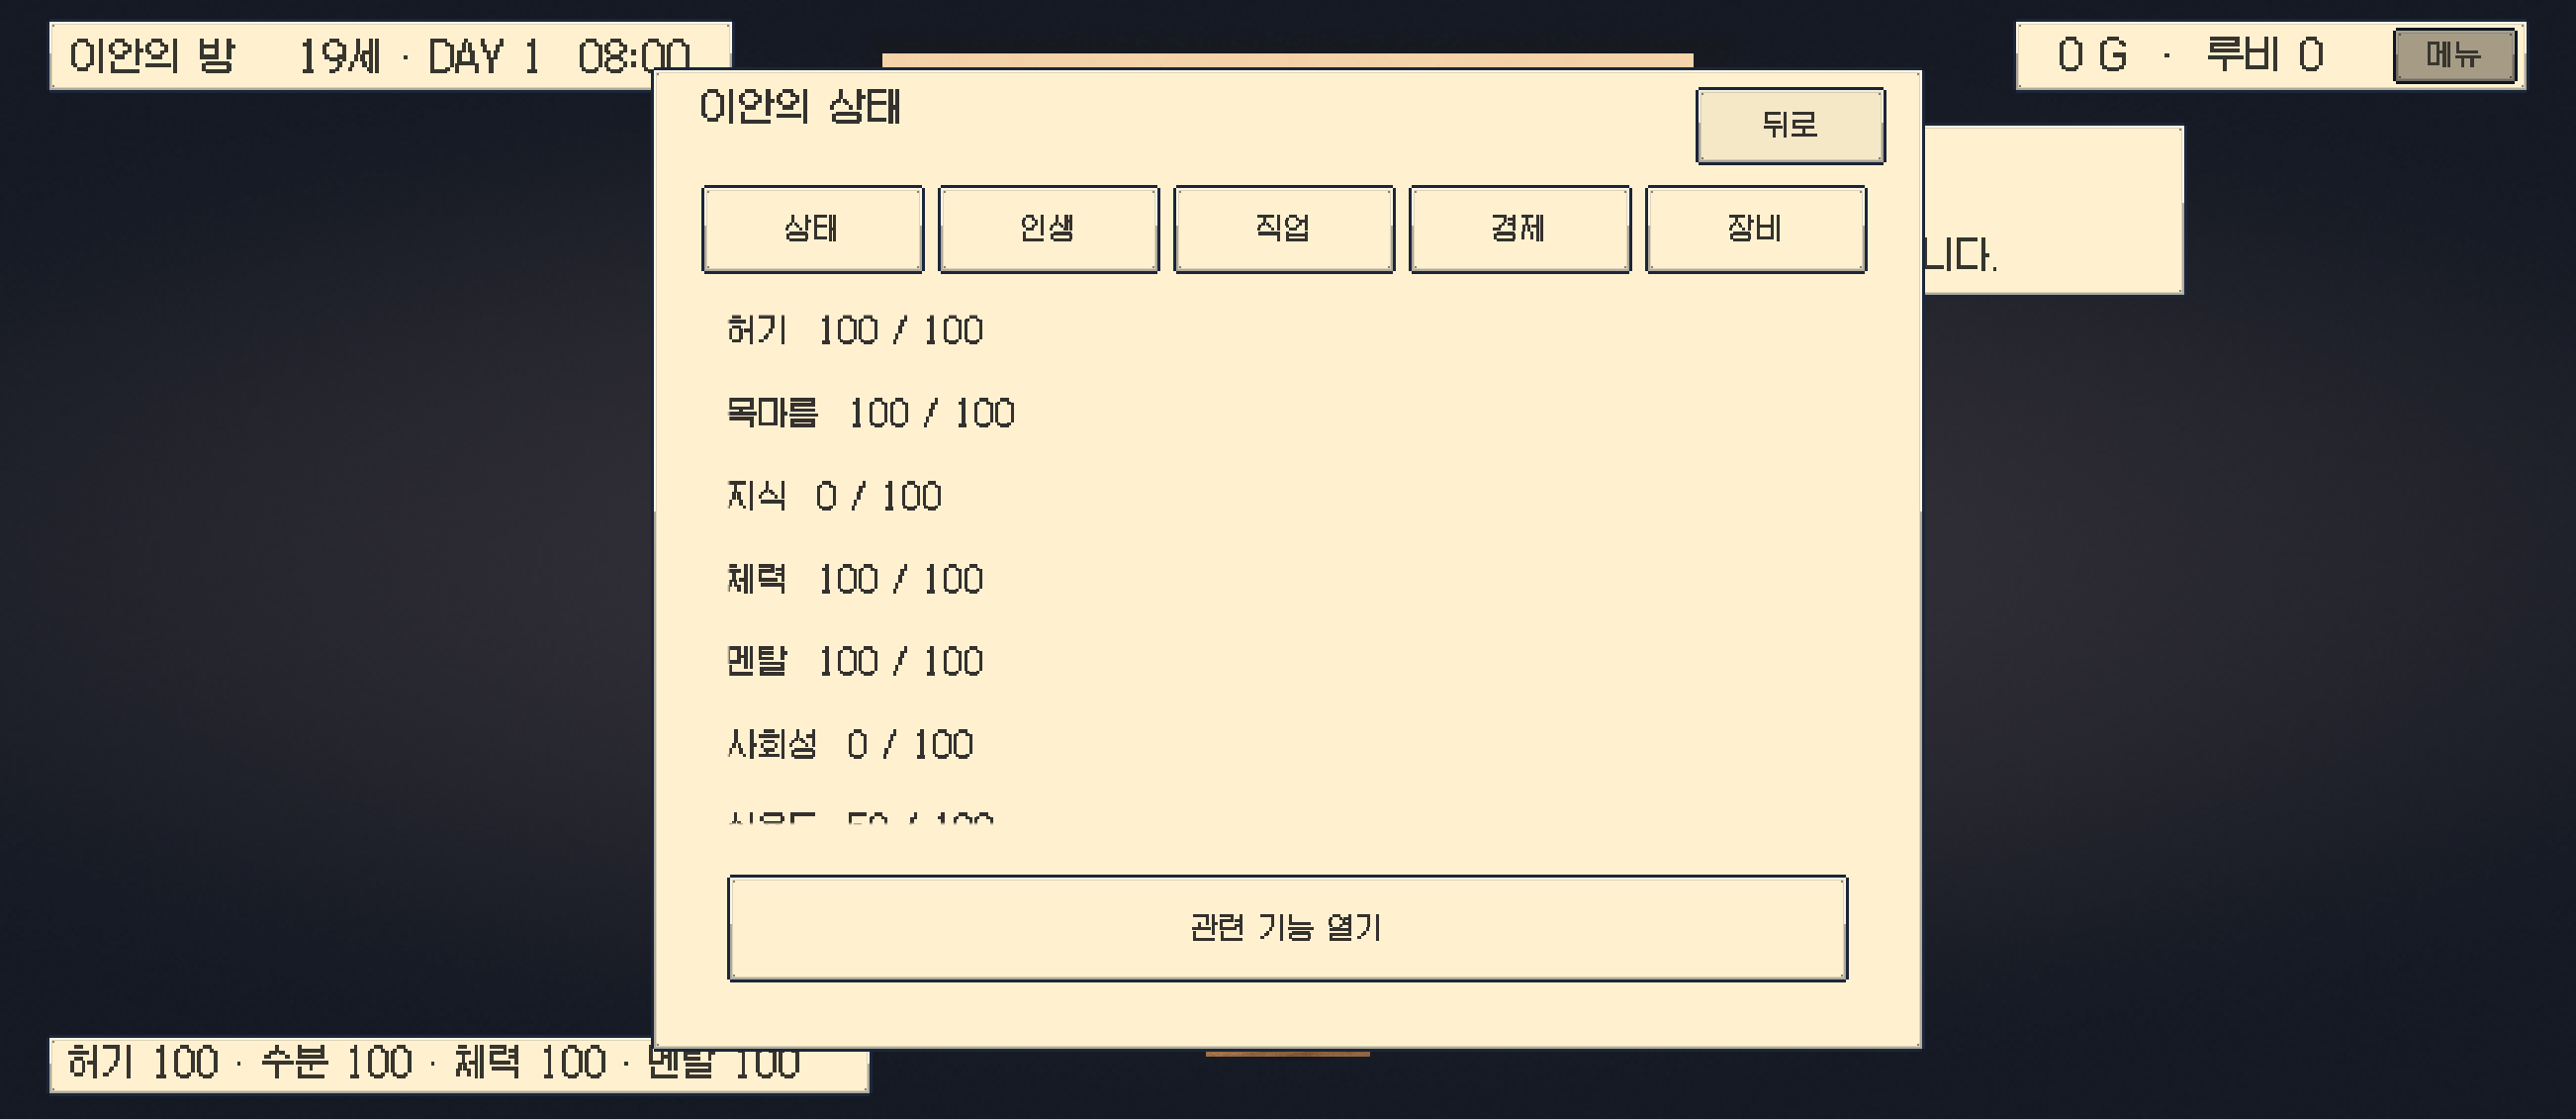 이안의 방 19세 · DAY 1 08:00
0 G · 루비 0 메뉴
이안의 상태
뒤로
상태 인생 직업 경제 장비
니다.
허기 100 / 100
목마름 100 / 100
지식 0 / 100
체력 100 / 100
멘탈 100 / 100
사회성 0 / 100
50 / 100
관련 기능 열기
허기 100 · 수분 100 · 체력 100 · 멘탈 100